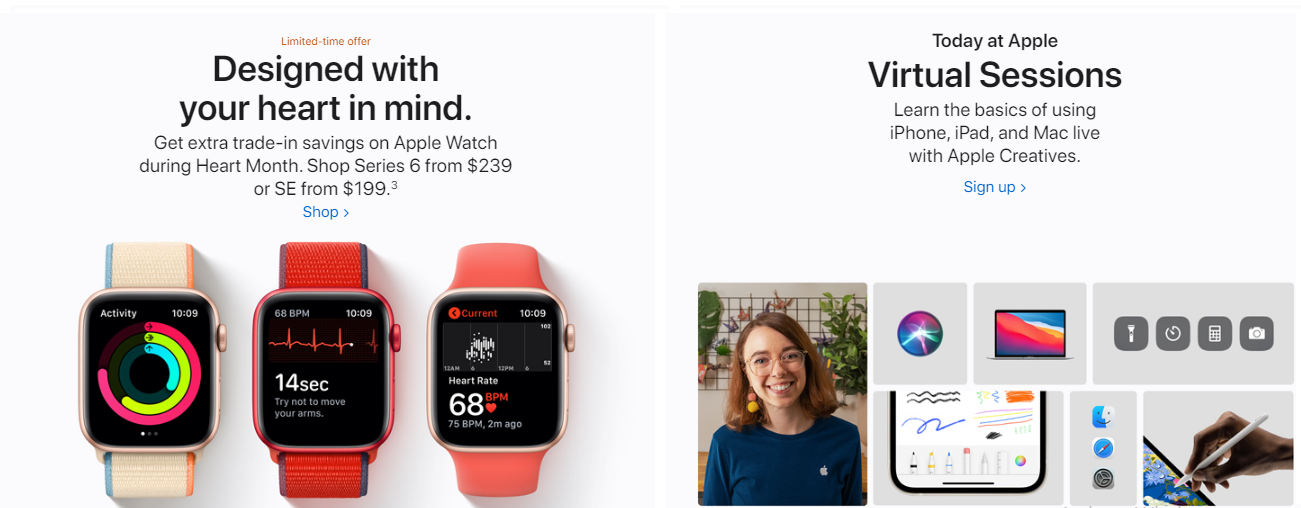 Limited-time offer
Designed with
your heart in mind.
Get extra trade-in savings on Apple Watch
during Heart Month. Shop Series 6 from $239
or SE from $199.³
Shop >
Activity 10:09
68 BPM 10:09
14sec
Try not to move
your arms.
Current 10:09
102
52
12AM 6 12 6
Heart Rate
68 BPM
75 BPM, 2m ago
Today at Apple
Virtual Sessions
Learn the basics of using
iPhone, iPad, and Mac live
with Apple Creatives.
Sign up >